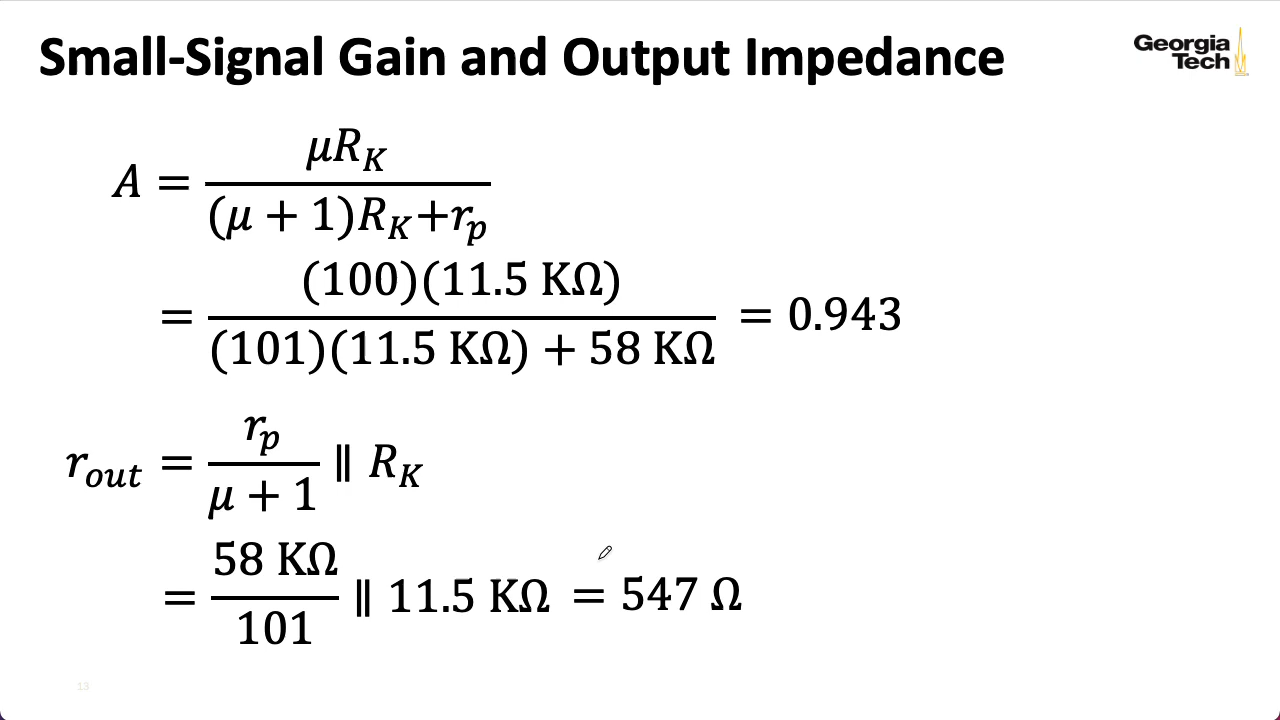 Small-Signal Gain and Output Impedance
Georgia
Tech
A = μR_K / ((μ + 1)R_K+r_p)
= (100)(11.5 KΩ) / ((101)(11.5 KΩ) + 58 KΩ) = 0.943
r_out = r_p / (μ + 1) ∥ R_K
= 58 KΩ / 101 ∥ 11.5 KΩ = 547 Ω
13